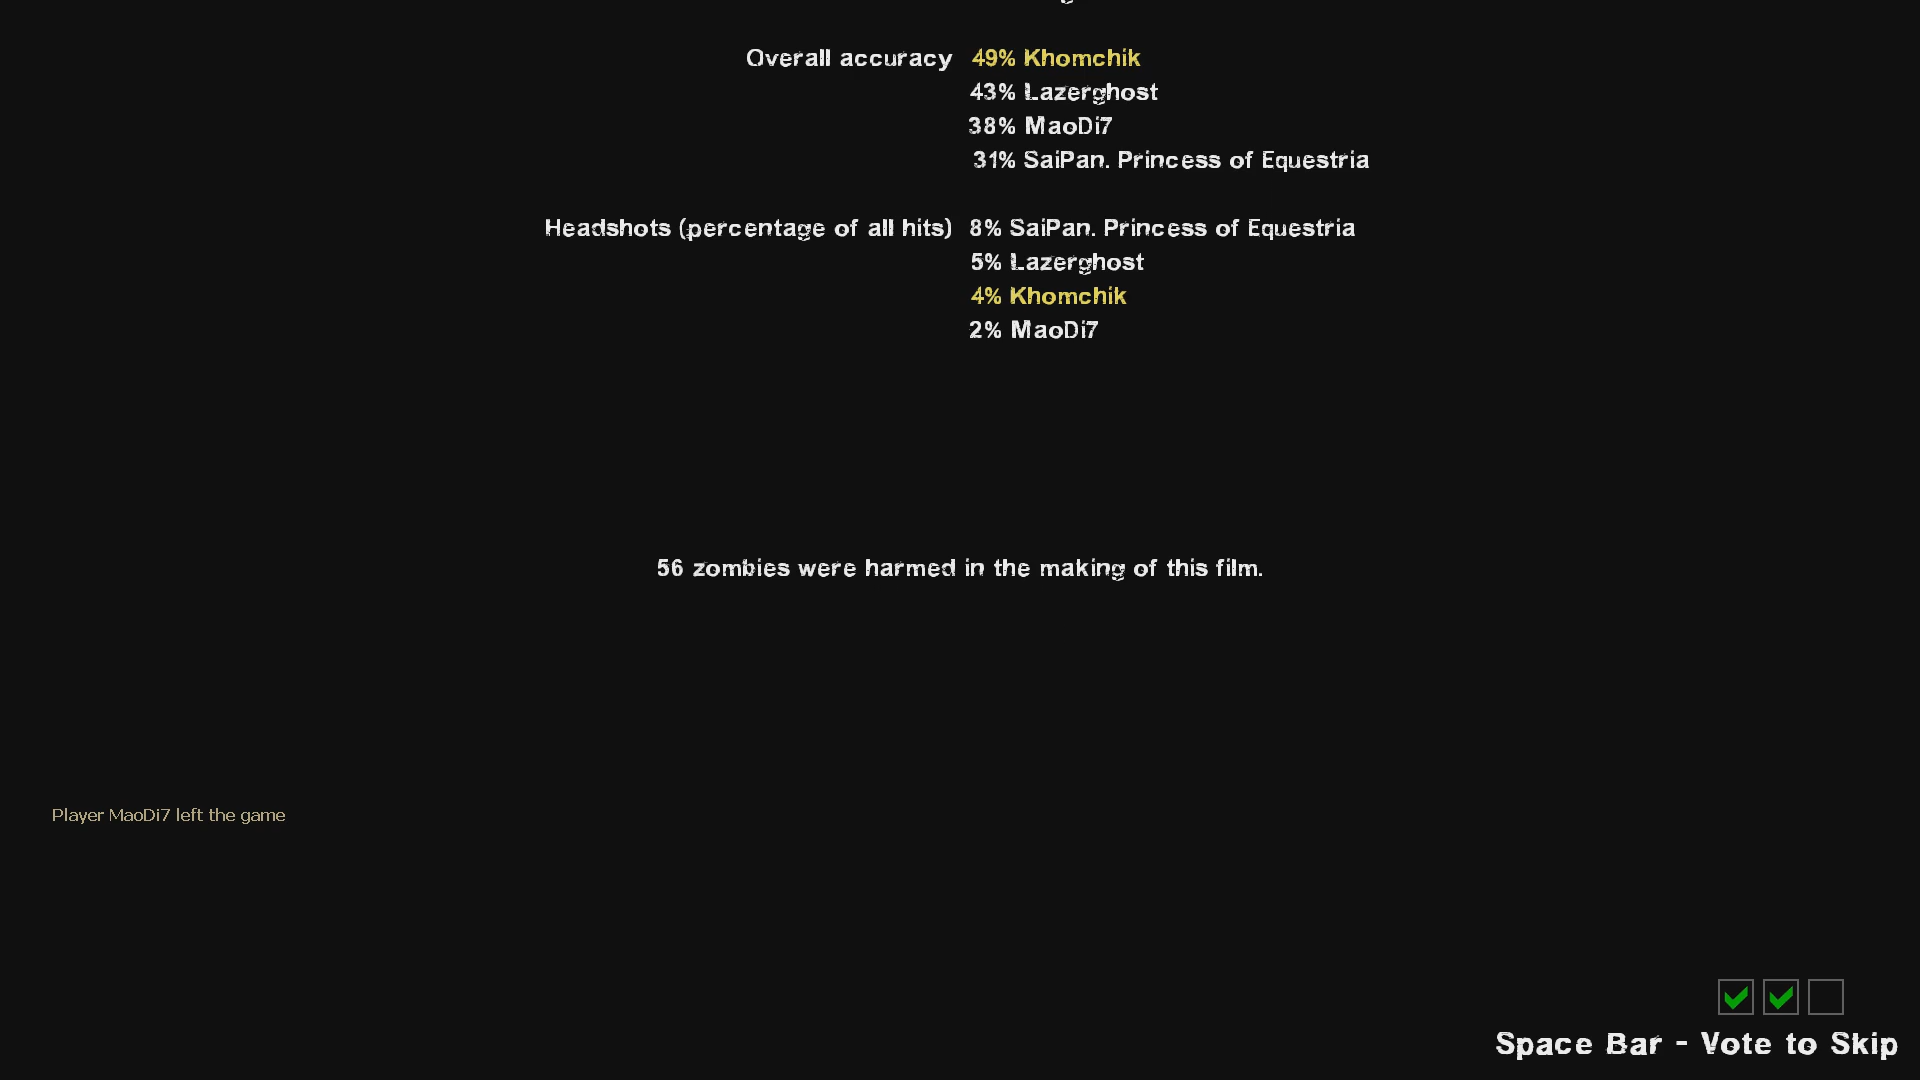 Overall accuracy 49% Khomchik
43% Lazerghost
38% MaoDi7
31% SaiPan. Princess of Equestria
Headshots (percentage of all hits) 8% SaiPan. Princess of Equestria
5% Lazerghost
4% Khomchik
2% MaoDi7
56 zombies were harmed in the making of this film.
Player MaoDi7 left the game
Space Bar - Vote to Skip